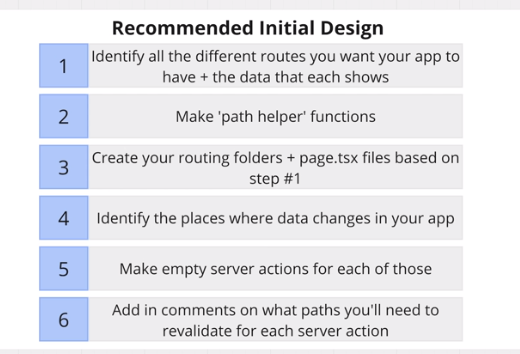 Recommended Initial Design
1
Identify all the different routes you want your app to
have + the data that each shows
2
Make 'path helper' functions
3
Create your routing folders + page.tsx files based on
step #1
4
Identify the places where data changes in your app
5
Make empty server actions for each of those
6
Add in comments on what paths you'll need to
revalidate for each server action